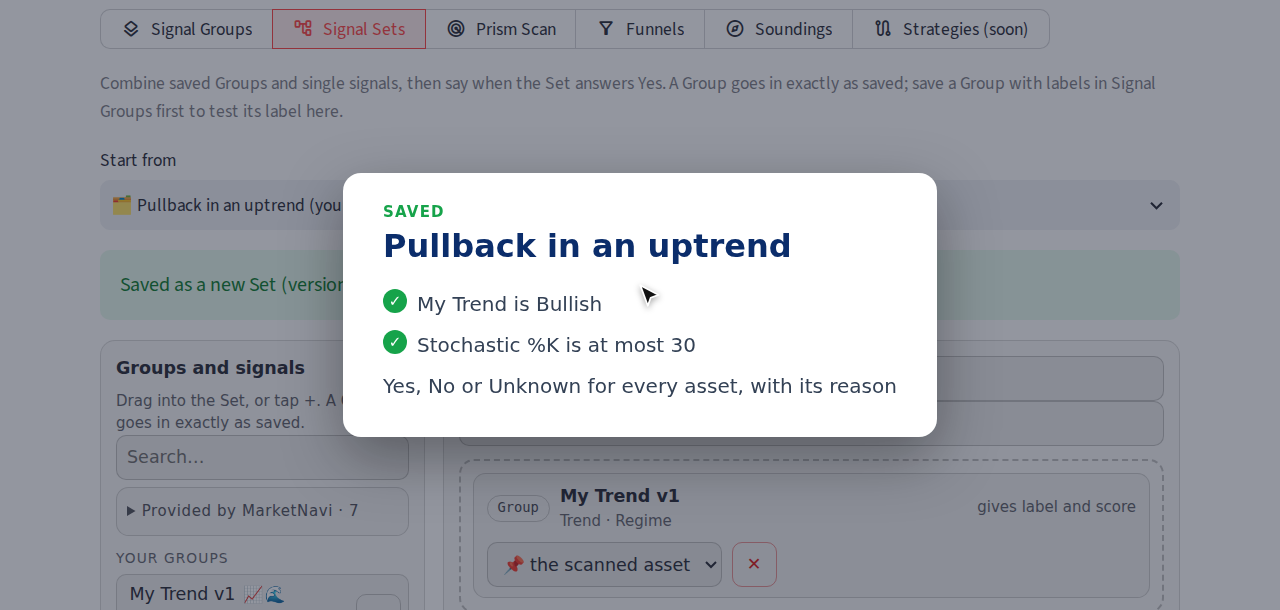 Signal Groups
Signal Sets
Prism Scan
Funnels
Soundings
Strategies (soon)
Combine saved Groups and single signals, then say when the Set answers Yes. A Group goes in exactly as saved; save a Group with labels in Signal
Groups first to test its label here.
Start from
Pullback in an uptrend (you
Saved as a new Set (version
SAVED
Pullback in an uptrend
✓ My Trend is Bullish
✓ Stochastic %K is at most 30
Yes, No or Unknown for every asset, with its reason
Groups and signals
Drag into the Set, or tap +. A
goes in exactly as saved.
Search...
Provided by MarketNavi · 7
YOUR GROUPS
My Trend v1
Group
My Trend v1
Trend · Regime
gives label and score
the scanned asset
✕